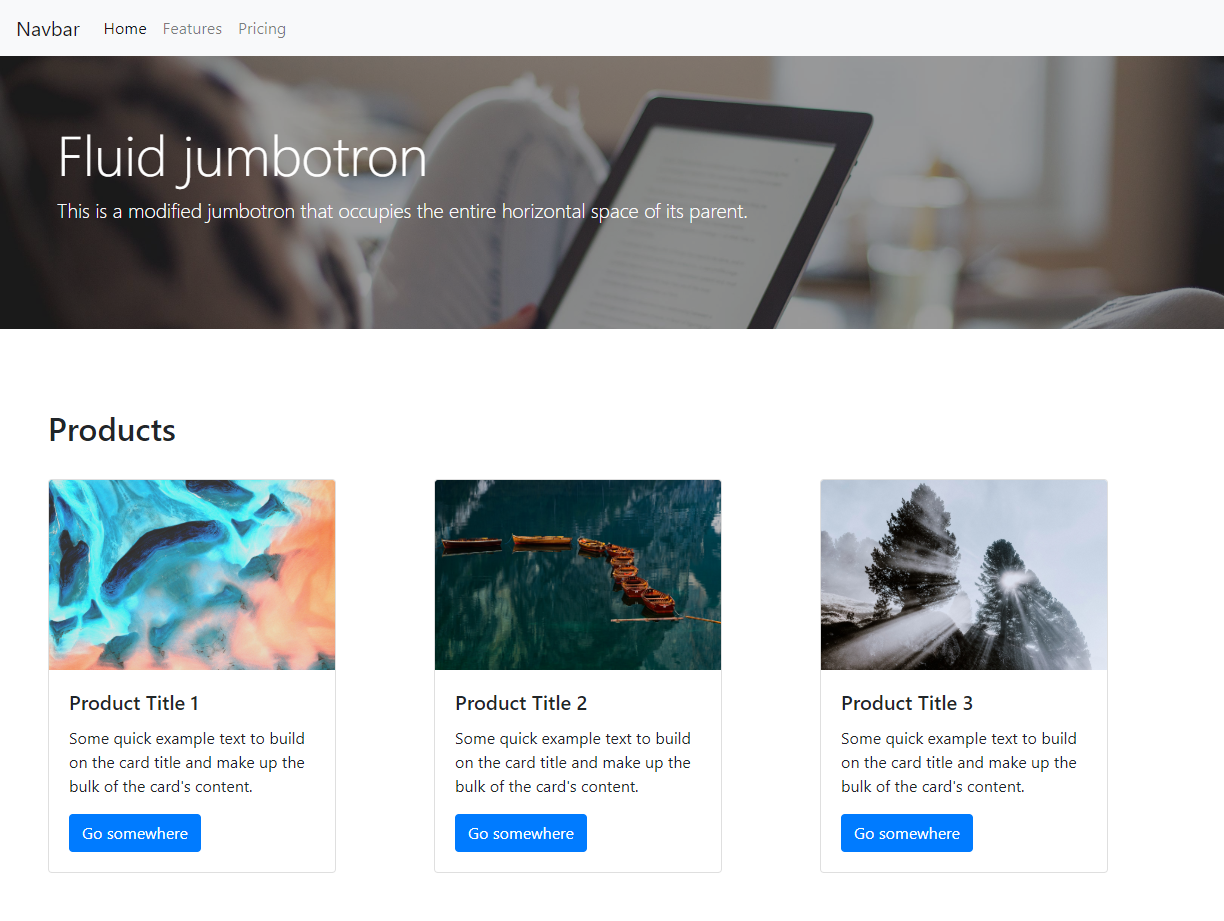 Navbar Home Features Pricing
Fluid jumbotron
This is a modified jumbotron that occupies the entire horizontal space of its parent.
Products
Product Title 1
Some quick example text to build
on the card title and make up the
bulk of the card's content.
Go somewhere
Product Title 2
Some quick example text to build
on the card title and make up the
bulk of the card's content.
Go somewhere
Product Title 3
Some quick example text to build
on the card title and make up the
bulk of the card's content.
Go somewhere